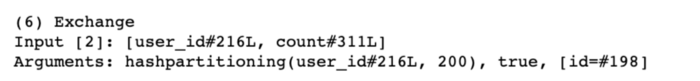 (6) Exchange
Input [2]: [user_id#216L, count#311L]
Arguments: hashpartitioning(user_id#216L, 200), true, [id=#198]